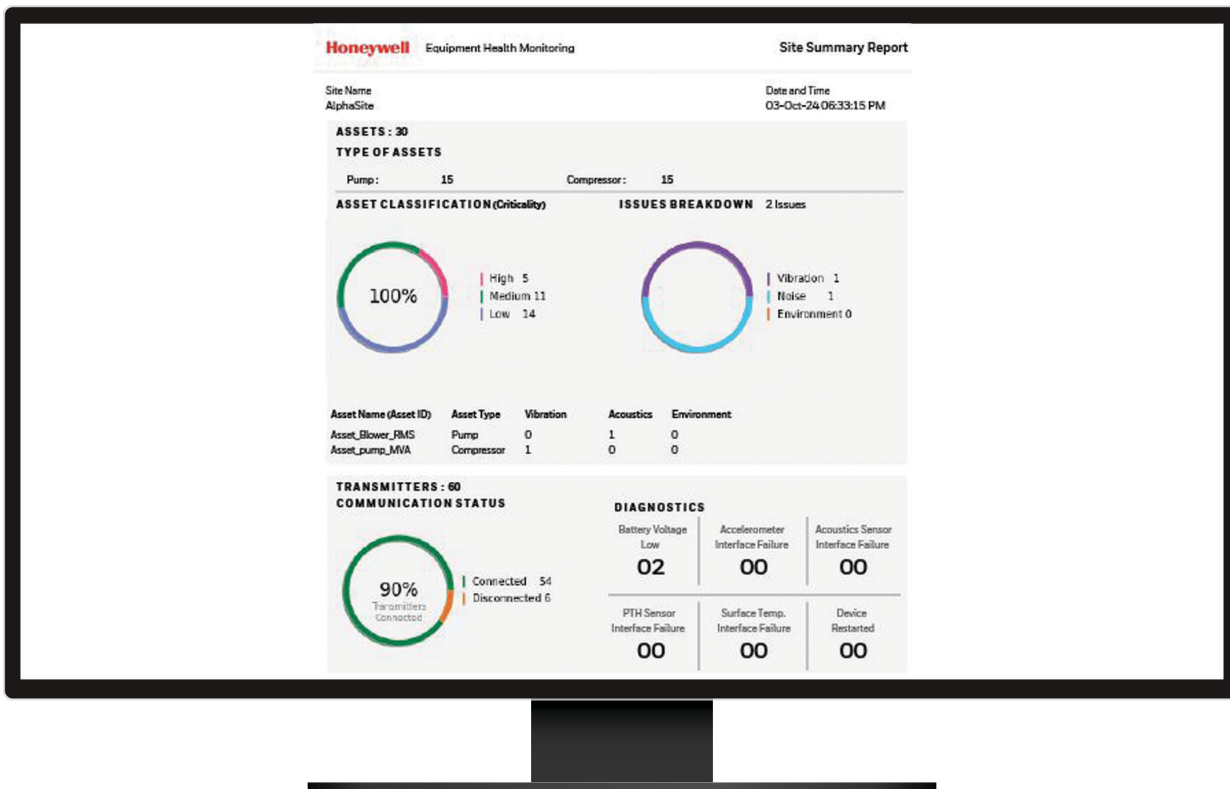 Honeywell Equipment Health Monitoring Site Summary Report
Site Name Date and Time
AlphaSite 03-Oct-24 06:33:15 PM
ASSETS : 30
TYPE OF ASSETS
Pump : 15 Compressor : 15
ASSET CLASSIFICATION (Criticality) ISSUES BREAKDOWN 2 Issues
100%
High 5
Medium 11
Low 14
Vibration 1
Noise 1
Environment 0
Asset Name (Asset ID) Asset Type Vibration Acoustics Environment
Asset_Blower_RMS Pump 0 1 0
Asset_pump_MVA Compressor 1 0 0
TRANSMITTERS : 60
COMMUNICATION STATUS
90%
Transmitters
Connected
Connected 54
Disconnected 6
DIAGNOSTICS
Battery Voltage
Low
02
Accelerometer
Interface Failure
00
Acoustics Sensor
Interface Failure
00
PTH Sensor
Interface Failure
00
Surface Temp.
Interface Failure
00
Device
Restarted
00